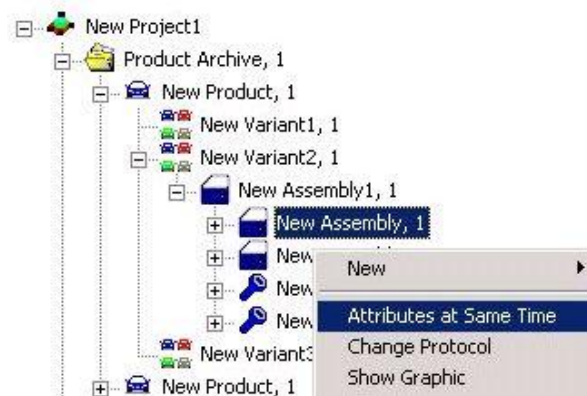 New Project1
Product Archive, 1
New Product, 1
New Variant1, 1
New Variant2, 1
New Assembly1, 1
New Assembly, 1
New
New
New
New
Attributes at Same Time
New Variant3
Change Protocol
New Product, 1
Show Graphic